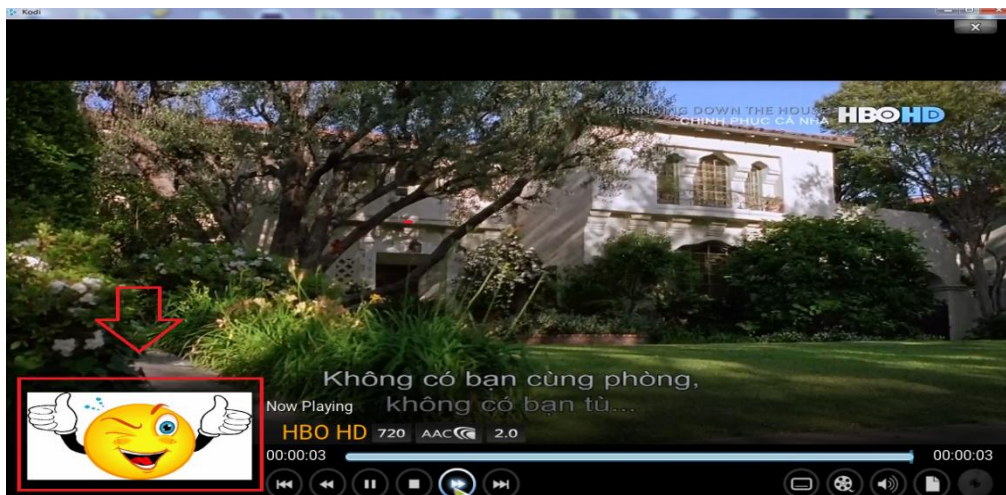 Kodi
BRINGING DOWN THE HOUSE
CHINH PHỤC CẢ NHÀ
HBO HD
Không có bạn cùng phòng,
không có bạn tù...
Now Playing
HBO HD 720 AAC 2.0
00:00:03 00:00:03